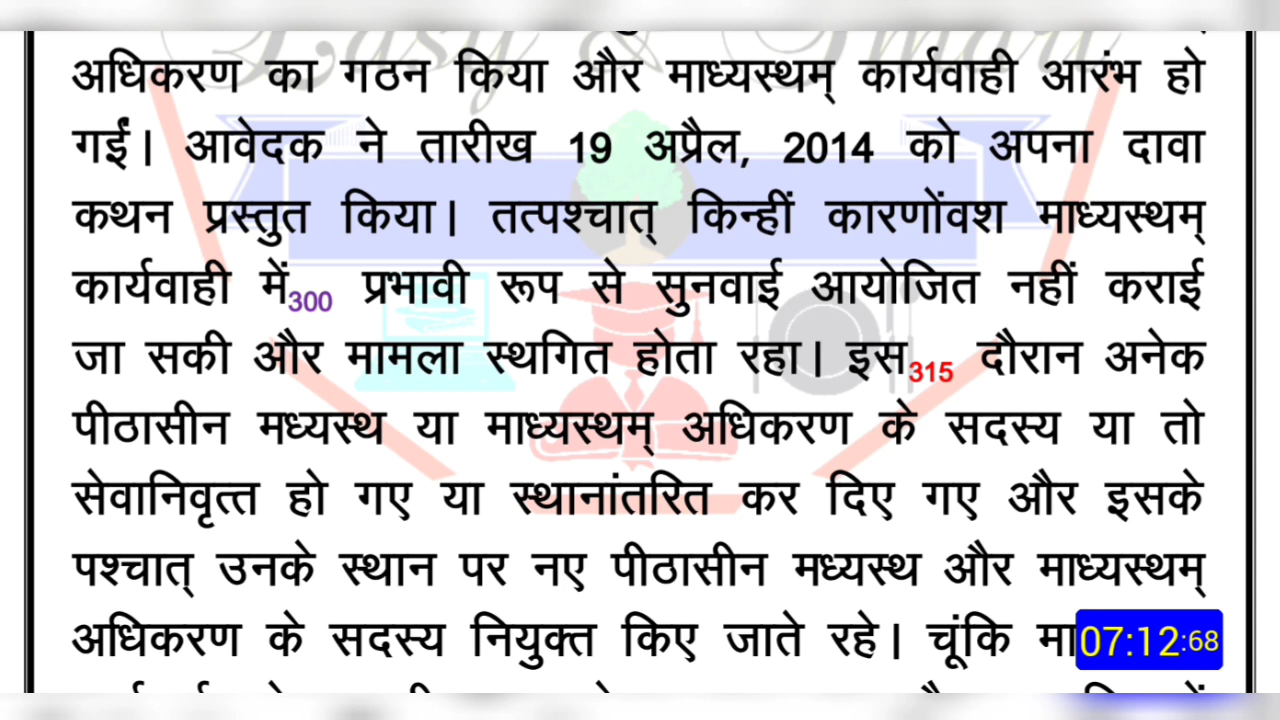 अधिकरण का गठन किया और माध्यस्थम् कार्यवाही आरंभ हो
गईं। आवेदक ने तारीख 19 अप्रैल, 2014 को अपना दावा
कथन प्रस्तुत किया। तत्पश्चात् किन्हीं कारणोंवश माध्यस्थम्
कार्यवाही में300 प्रभावी रूप से सुनवाई आयोजित नहीं कराई
जा सकी और मामला स्थगित होता रहा। इस315 दौरान अनेक
पीठासीन मध्यस्थ या माध्यस्थम् अधिकरण के सदस्य या तो
सेवानिवृत्त हो गए या स्थानांतरित कर दिए गए और इसके
पश्चात् उनके स्थान पर नए पीठासीन मध्यस्थ और माध्यस्थम्
अधिकरण के सदस्य नियुक्त किए जाते रहे। चूंकि
07:12:68